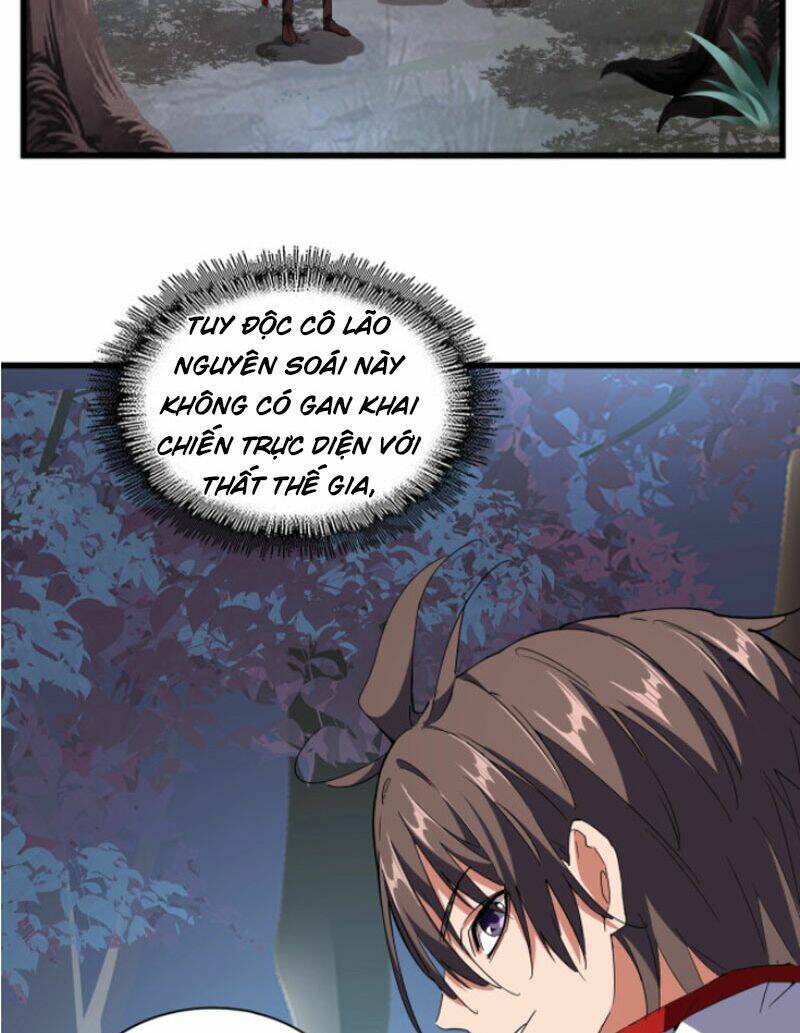 TUY ĐỘC CÔ LÃO
NGUYÊN SOÁI NÀY
KHÔNG CÓ GAN KHAI
CHIẾN TRỰC DIỆN VỚI
THẤT THẾ GIA,